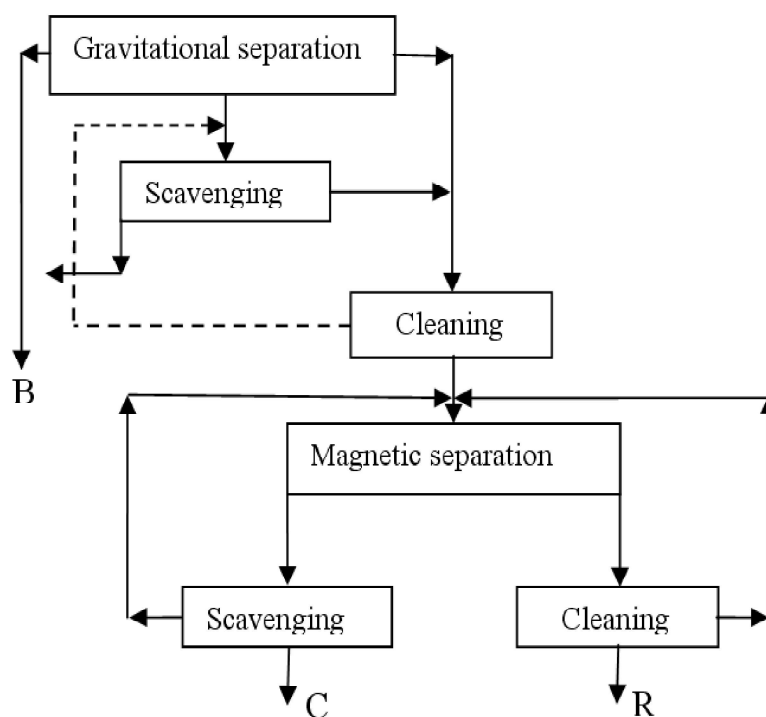 Gravitational separation
Scavenging
Cleaning
B
Magnetic separation
Scavenging
Cleaning
C
R